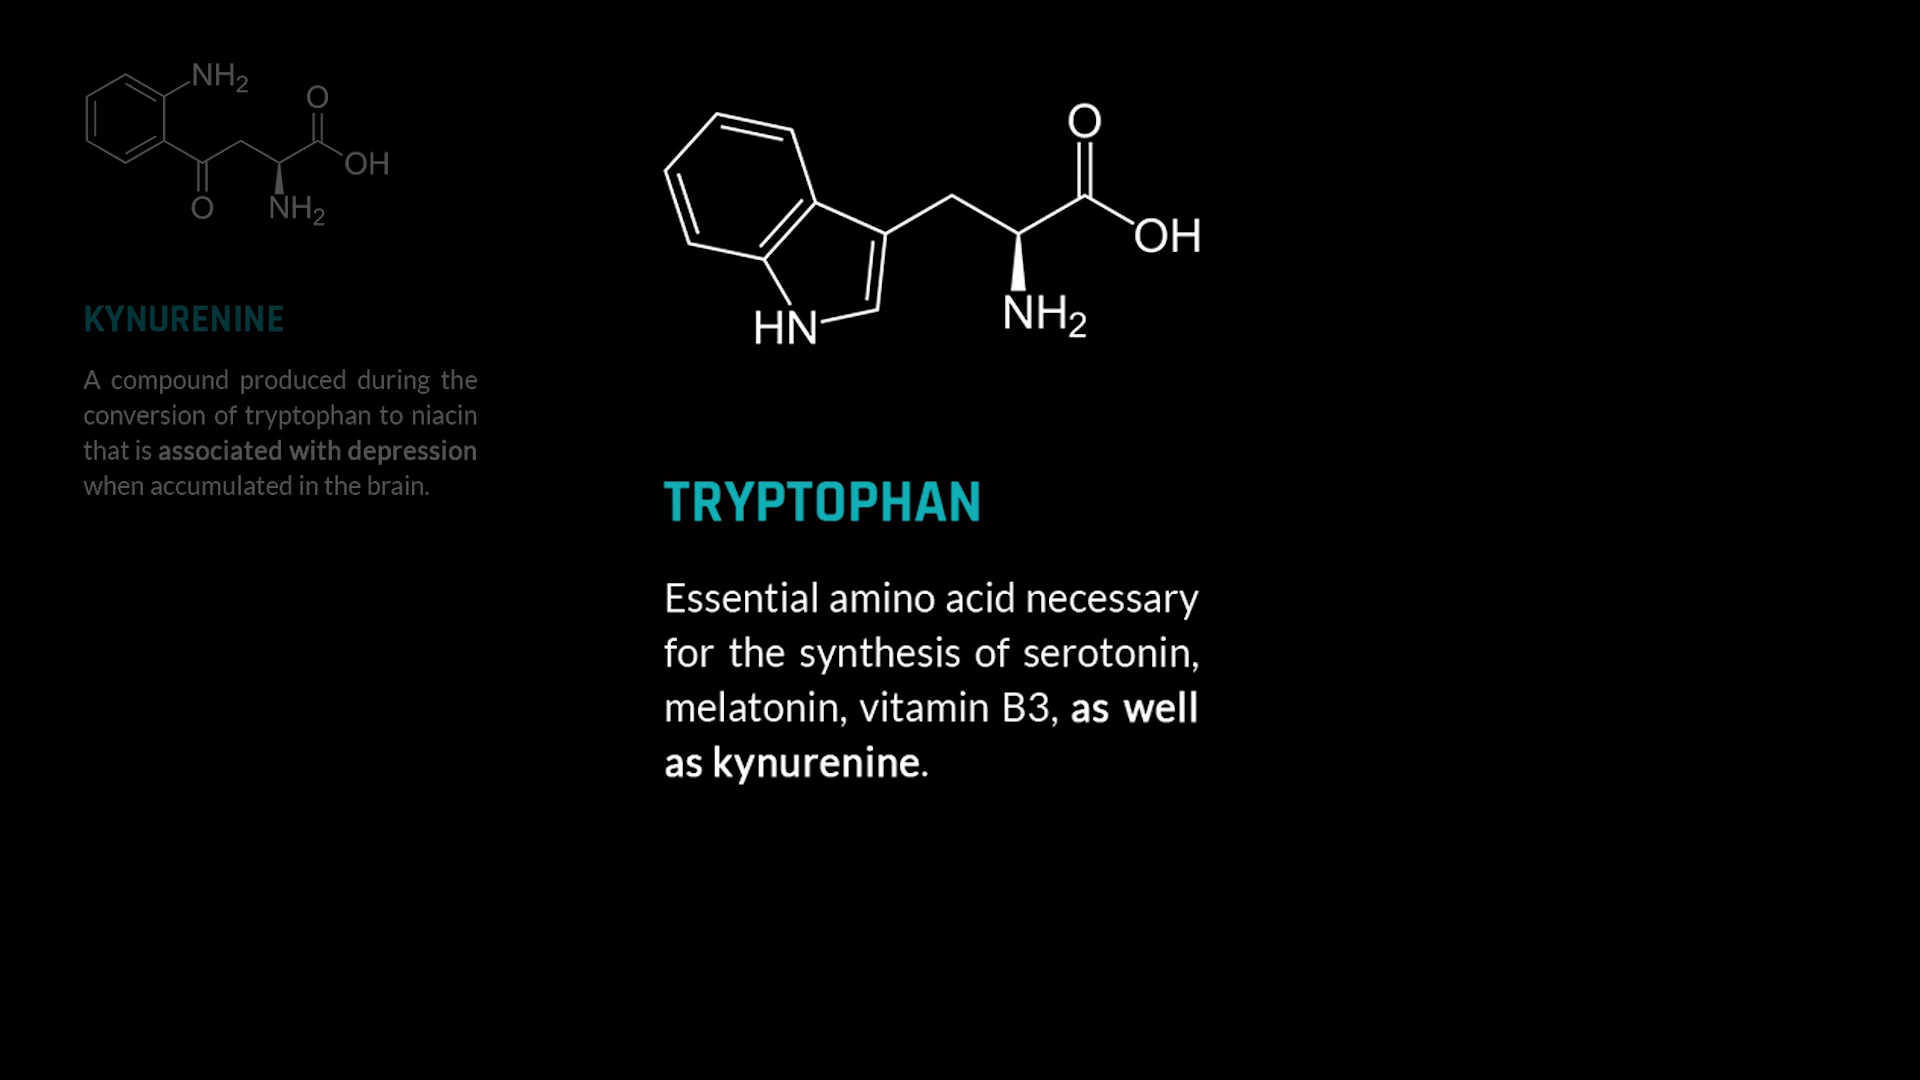 NH2
O
OH
O
NH2
KYNURENINE
A compound produced during the
conversion of tryptophan to niacin
that is associated with depression
when accumulated in the brain.
O
OH
NH2
HN
TRYPTOPHAN
Essential amino acid necessary
for the synthesis of serotonin,
melatonin, vitamin B3, as well
as kynurenine.